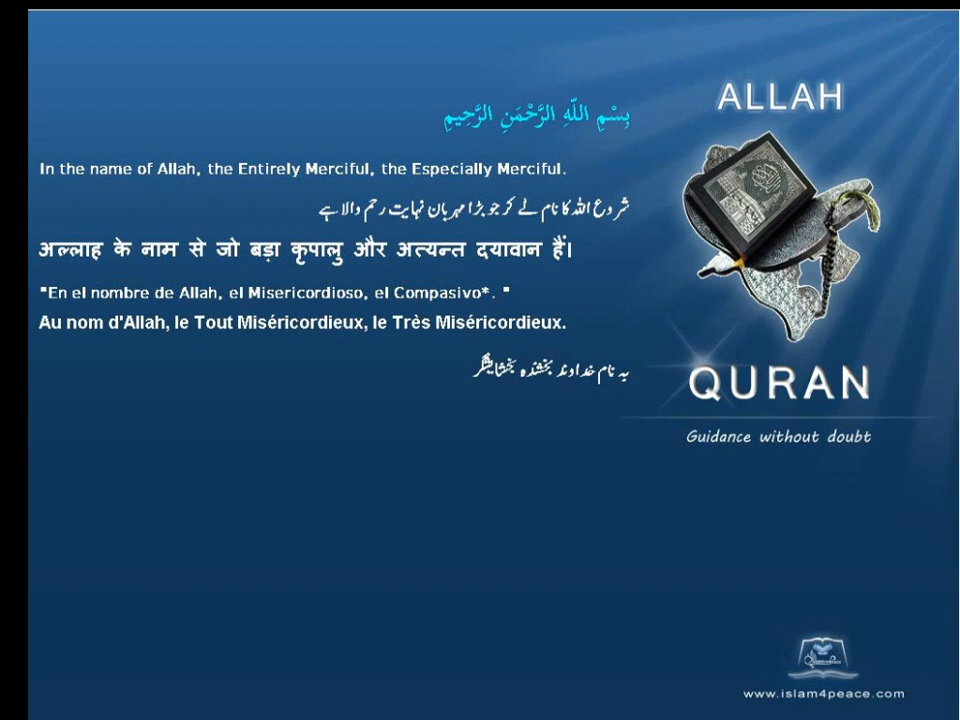 بِسْمِ اللّهِ الرَّحْمَنِ الرَّحِيمِ
In the name of Allah, the Entirely Merciful, the Especially Merciful.
شروع الله کا نام لے کر جو بڑا مہربان نہایت رحم والا ہے
अल्लाह के नाम से जो बड़ा कृपालु और अत्यन्त दयावान हैं।
"En el nombre de Allah, el Misericordioso, el Compasivo*. "
Au nom d'Allah, le Tout Miséricordieux, le Très Miséricordieux.
به نام خداوند بخشنده بخشایشگر
ALLAH
QURAN
Guidance without doubt
www.islam4peace.com